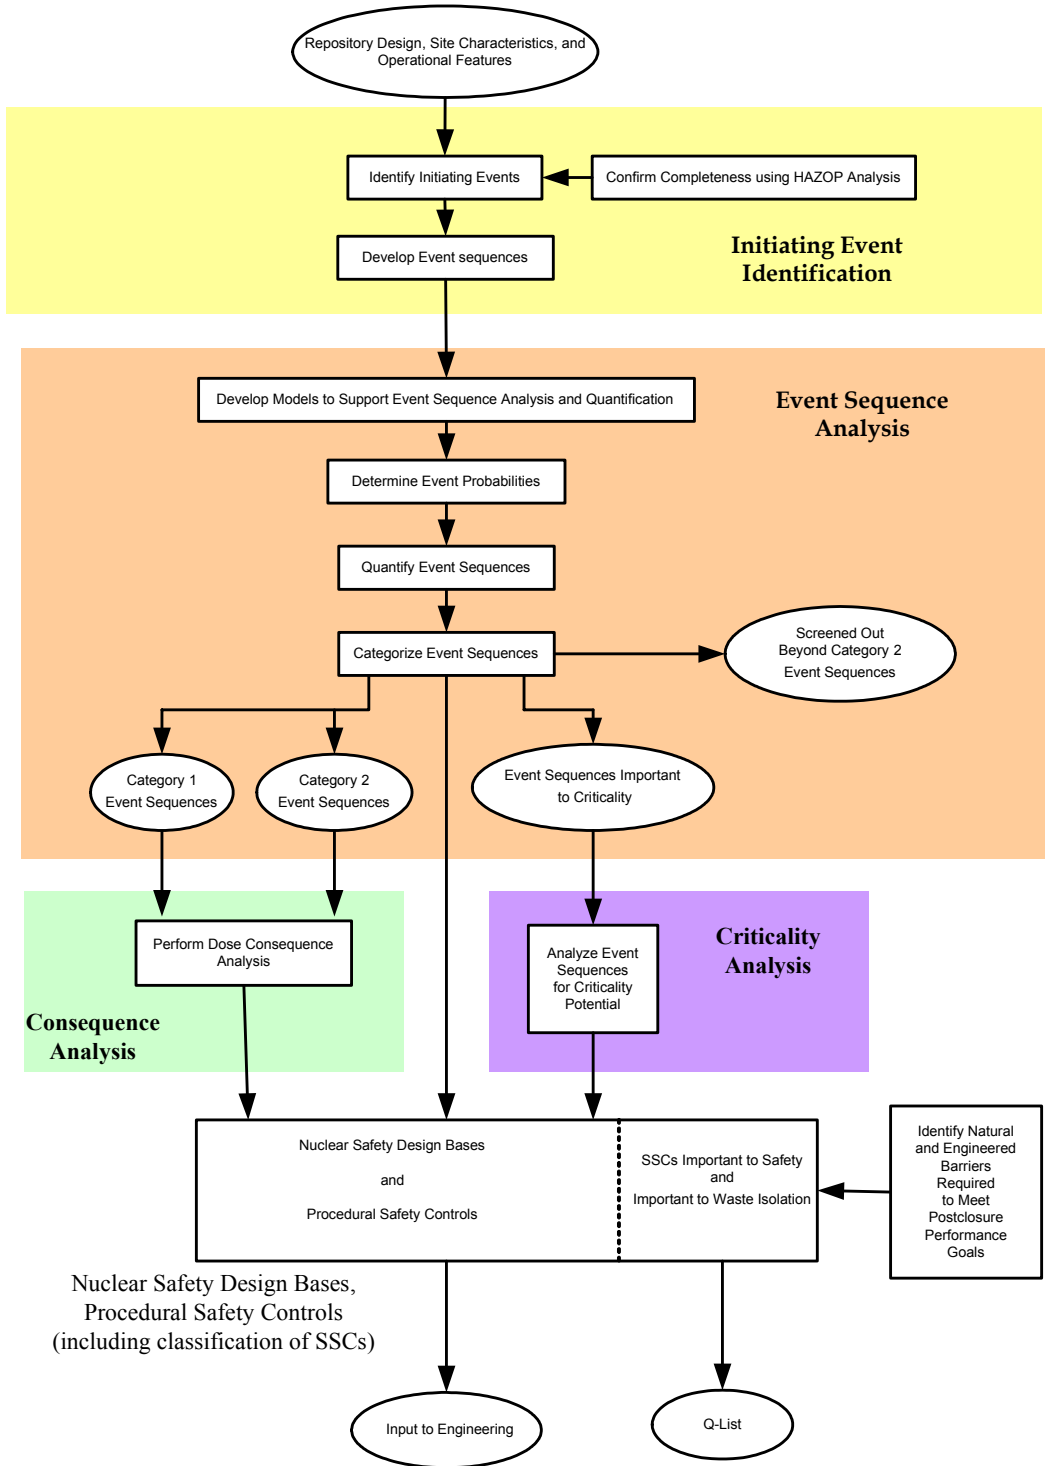 Repository Design, Site Characteristics, and
Operational Features
Identify Initiating Events
Confirm Completeness using HAZOP Analysis
Develop Event sequences
Initiating Event
Identification
Develop Models to Support Event Sequence Analysis and Quantification
Event Sequence
Analysis
Determine Event Probabilities
Quantify Event Sequences
Categorize Event Sequences
Screened Out
Beyond Category 2
Event Sequences
Category 1
Event Sequences
Category 2
Event Sequences
Event Sequences Important
to Criticality
Perform Dose Consequence
Analysis
Consequence
Analysis
Analyze Event
Sequences
for Criticality
Potential
Criticality
Analysis
Nuclear Safety Design Bases
and
Procedural Safety Controls
SSCs Important to Safety
and
Important to Waste Isolation
Identify Natural
and Engineered
Barriers
Required
to Meet
Postclosure
Performance
Goals
Nuclear Safety Design Bases,
Procedural Safety Controls
(including classification of SSCs)
Input to Engineering
Q-List